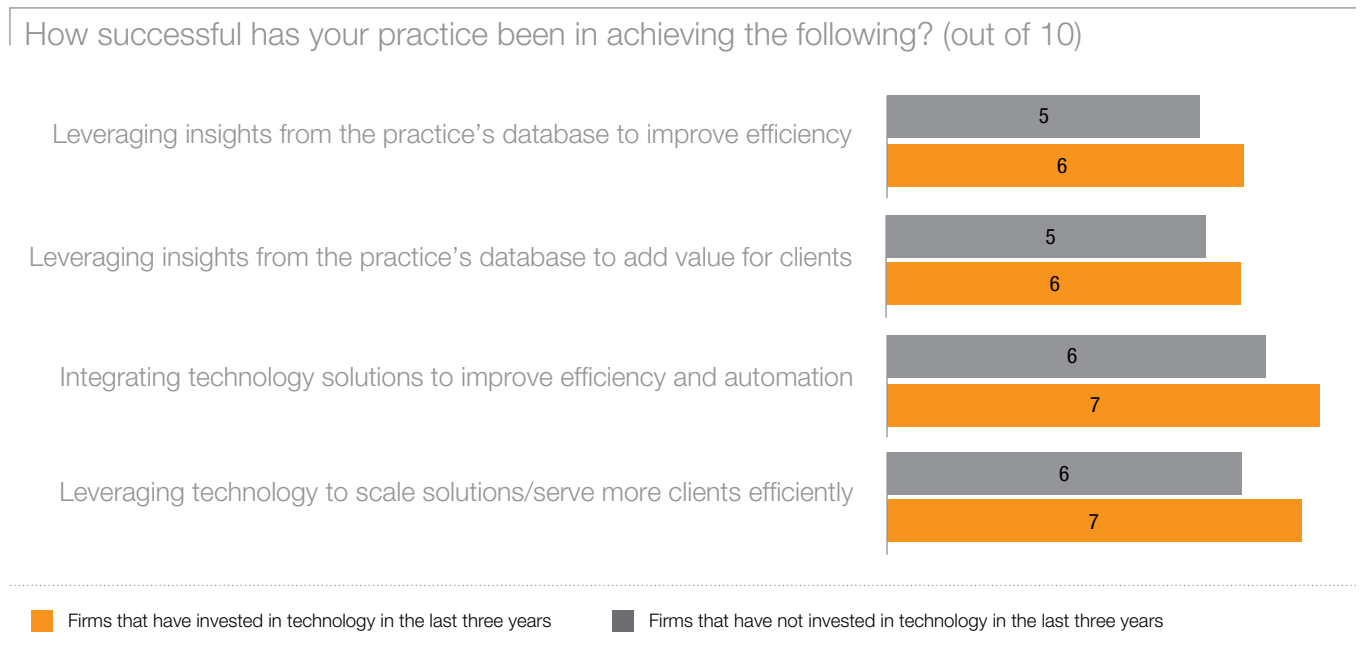 How successful has your practice been in achieving the following? (out of 10)
Leveraging insights from the practice’s database to improve efficiency
5
6
Leveraging insights from the practice’s database to add value for clients
5
6
Integrating technology solutions to improve efficiency and automation
6
7
Leveraging technology to scale solutions/serve more clients efficiently
6
7
Firms that have invested in technology in the last three years
Firms that have not invested in technology in the last three years